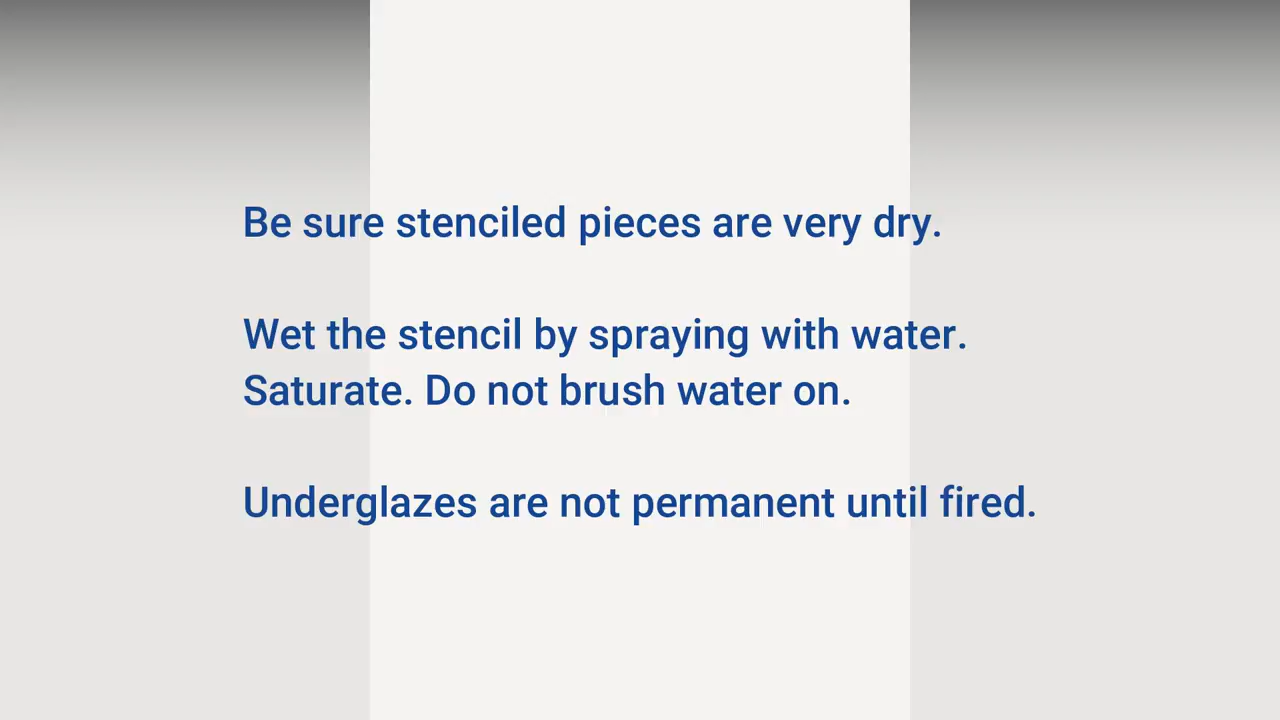 Be sure stenciled pieces are very dry.
Wet the stencil by spraying with water.
Saturate. Do not brush water on.
Underglazes are not permanent until fired.